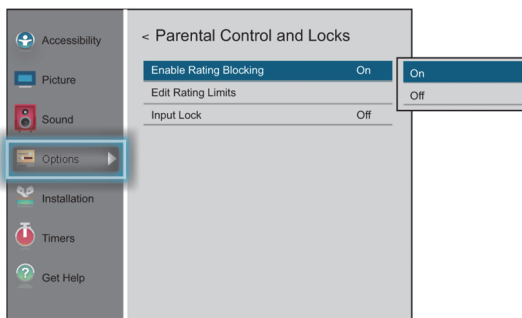 Accessibility
Picture
Sound
Options
Installation
Timers
Get Help
< Parental Control and Locks
Enable Rating Blocking On
Edit Rating Limits
Input Lock Off
On
Off